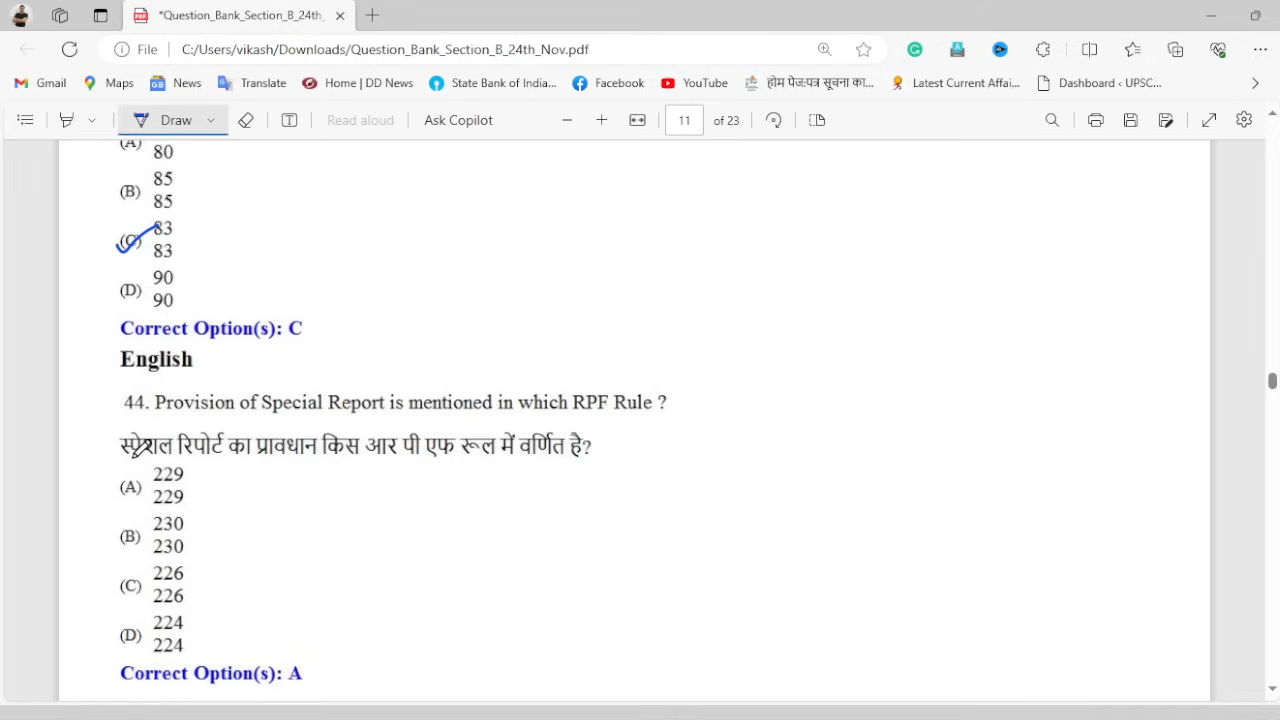 *Question_Bank_Section_B_24th_
File C:/Users/vikash/Downloads/Question_Bank_Section_B_24th_Nov.pdf
Gmail Maps News Translate Home | DD News State Bank of India... Facebook YouTube होम पेज:पत्र सूचना का... Latest Current Affai... Dashboard ‹ UPSC...
Draw Read aloud Ask Copilot 11 of 23
(A)
80
(B) 85
85
(C) 83
83
(D) 90
90
Correct Option(s): C
English
44. Provision of Special Report is mentioned in which RPF Rule ?
स्पेशल रिपोर्ट का प्रावधान किस आर पी एफ रूल में वर्णित है?
(A) 229
229
(B) 230
230
(C) 226
226
(D) 224
224
Correct Option(s): A